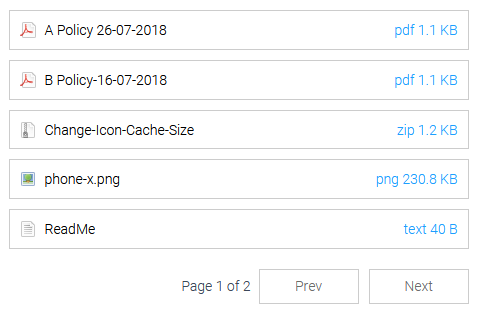 A Policy 26-07-2018 pdf 1.1 KB
B Policy-16-07-2018 pdf 1.1 KB
Change-Icon-Cache-Size zip 1.2 KB
phone-x.png png 230.8 KB
ReadMe text 40 B
Page 1 of 2 Prev Next